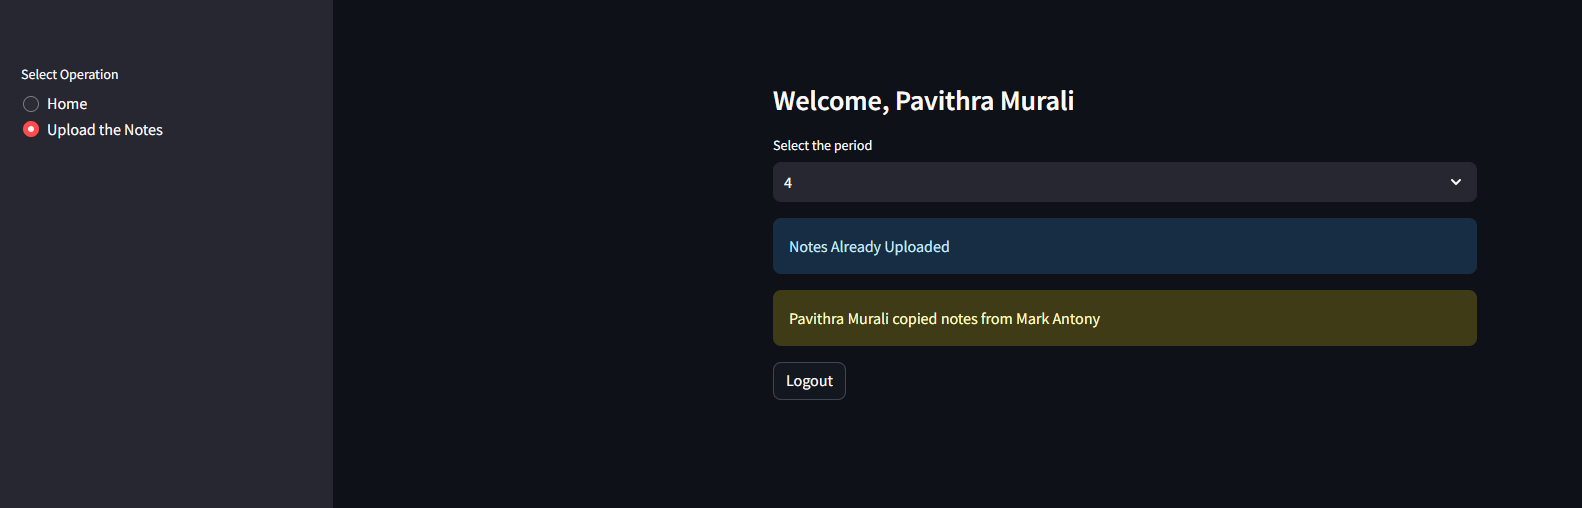 Select Operation
Home
Upload the Notes
Welcome, Pavithra Murali
Select the period
4
Notes Already Uploaded
Pavithra Murali copied notes from Mark Antony
Logout